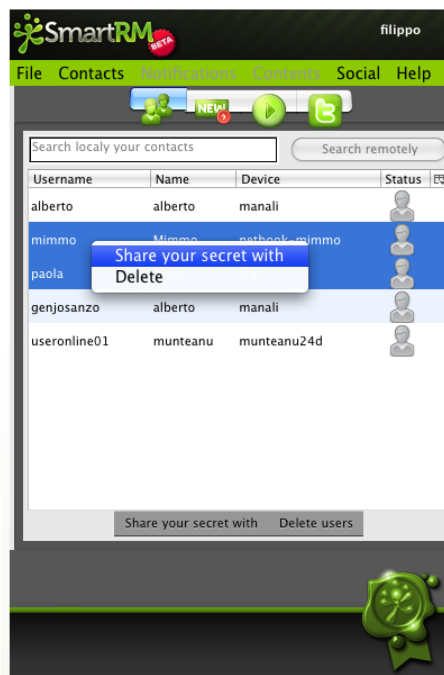 SmartRM
BETA
filippo
File Contacts Notifications Contents Social Help
NEW
Search localy your contacts Search remotely
Username Name Device Status
alberto alberto manali
mimmo Mimmo netbook-mimmo
Share your secret with
paola
Delete
genjosanzo alberto manali
useronline01 munteanu munteanu24d
Share your secret with Delete users